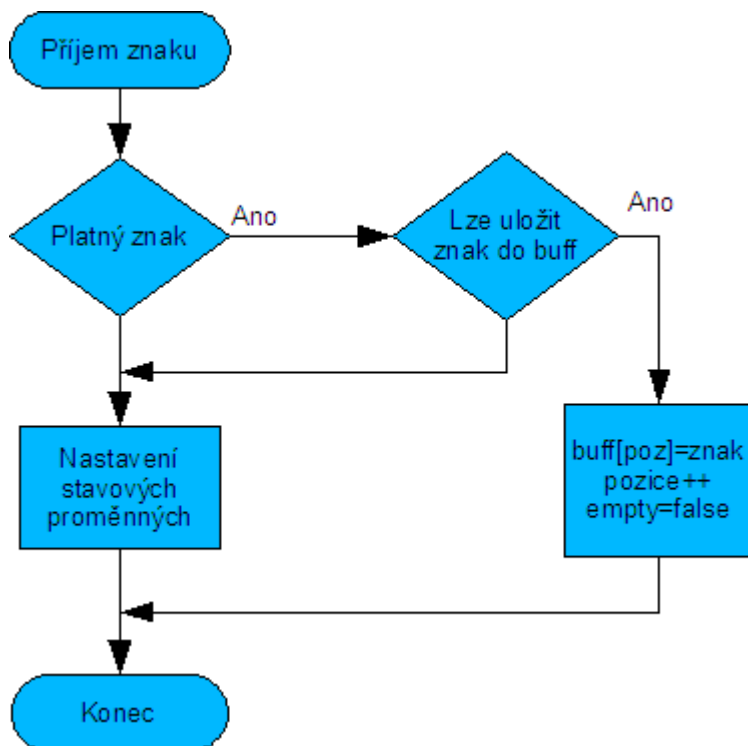 Příjem znaku
Platný znak
Ano
Lze uložit
znak do buff
Ano
Nastavení
stavových
proměnných
buff[poz]=znak
pozice++
empty=false
Konec